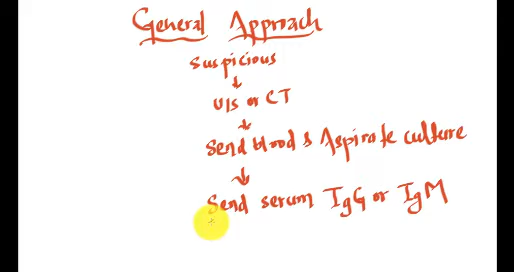 General Approach
suspicious
↓
U/S or CT
↓
Send blood & Aspirate culture
↓
Send serum IgG or IgM